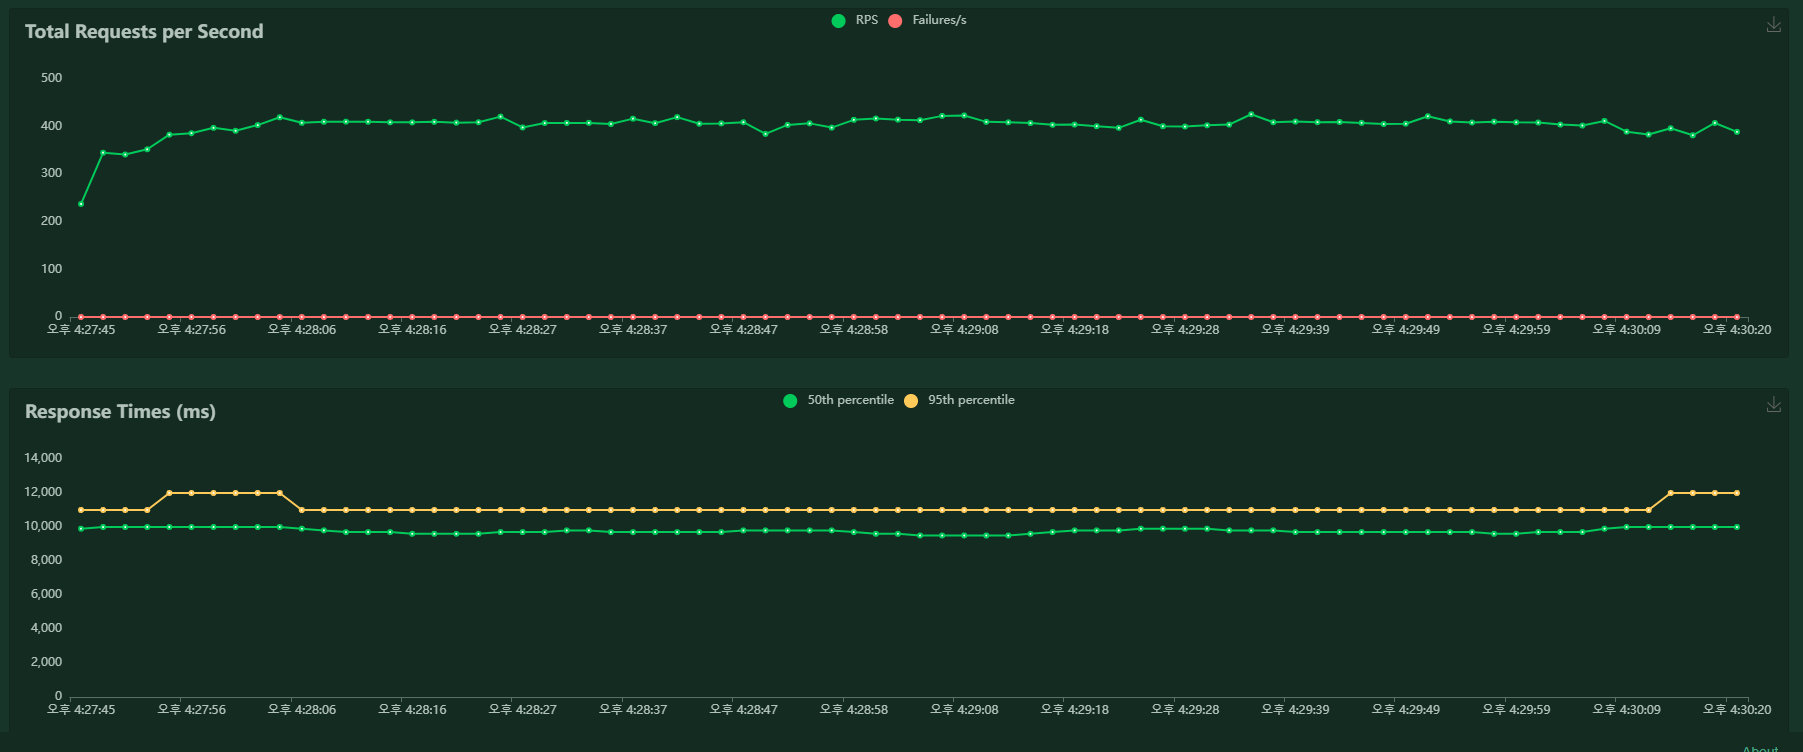 Total Requests per Second
RPS Failures/s
500
400
300
200
100
0
오후 4:27:45 오후 4:27:56 오후 4:28:06 오후 4:28:16 오후 4:28:27 오후 4:28:37 오후 4:28:47 오후 4:28:58 오후 4:29:08 오후 4:29:18 오후 4:29:28 오후 4:29:39 오후 4:29:49 오후 4:29:59 오후 4:30:09 오후 4:30:20
Response Times (ms)
50th percentile 95th percentile
14,000
12,000
10,000
8,000
6,000
4,000
2,000
0
오후 4:27:45 오후 4:27:56 오후 4:28:06 오후 4:28:16 오후 4:28:27 오후 4:28:37 오후 4:28:47 오후 4:28:58 오후 4:29:08 오후 4:29:18 오후 4:29:28 오후 4:29:39 오후 4:29:49 오후 4:29:59 오후 4:30:09 오후 4:30:20
About